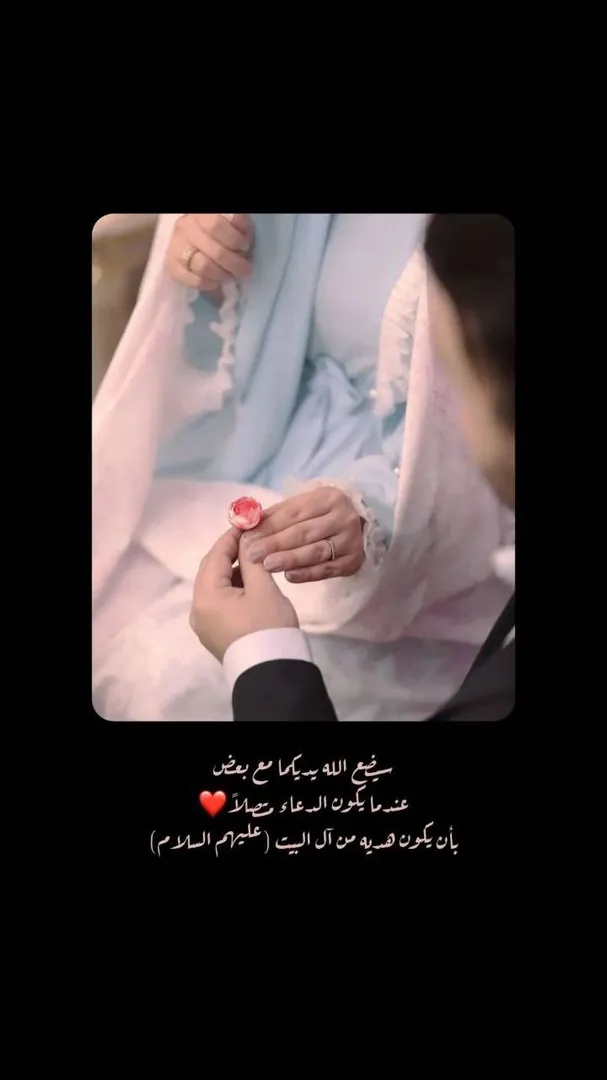 سيضع الله يديكما مع بعض
عندما يكون الدعاء متصلاً ❤️
بأن يكون هديه من آل البيت (عليهم السلام)